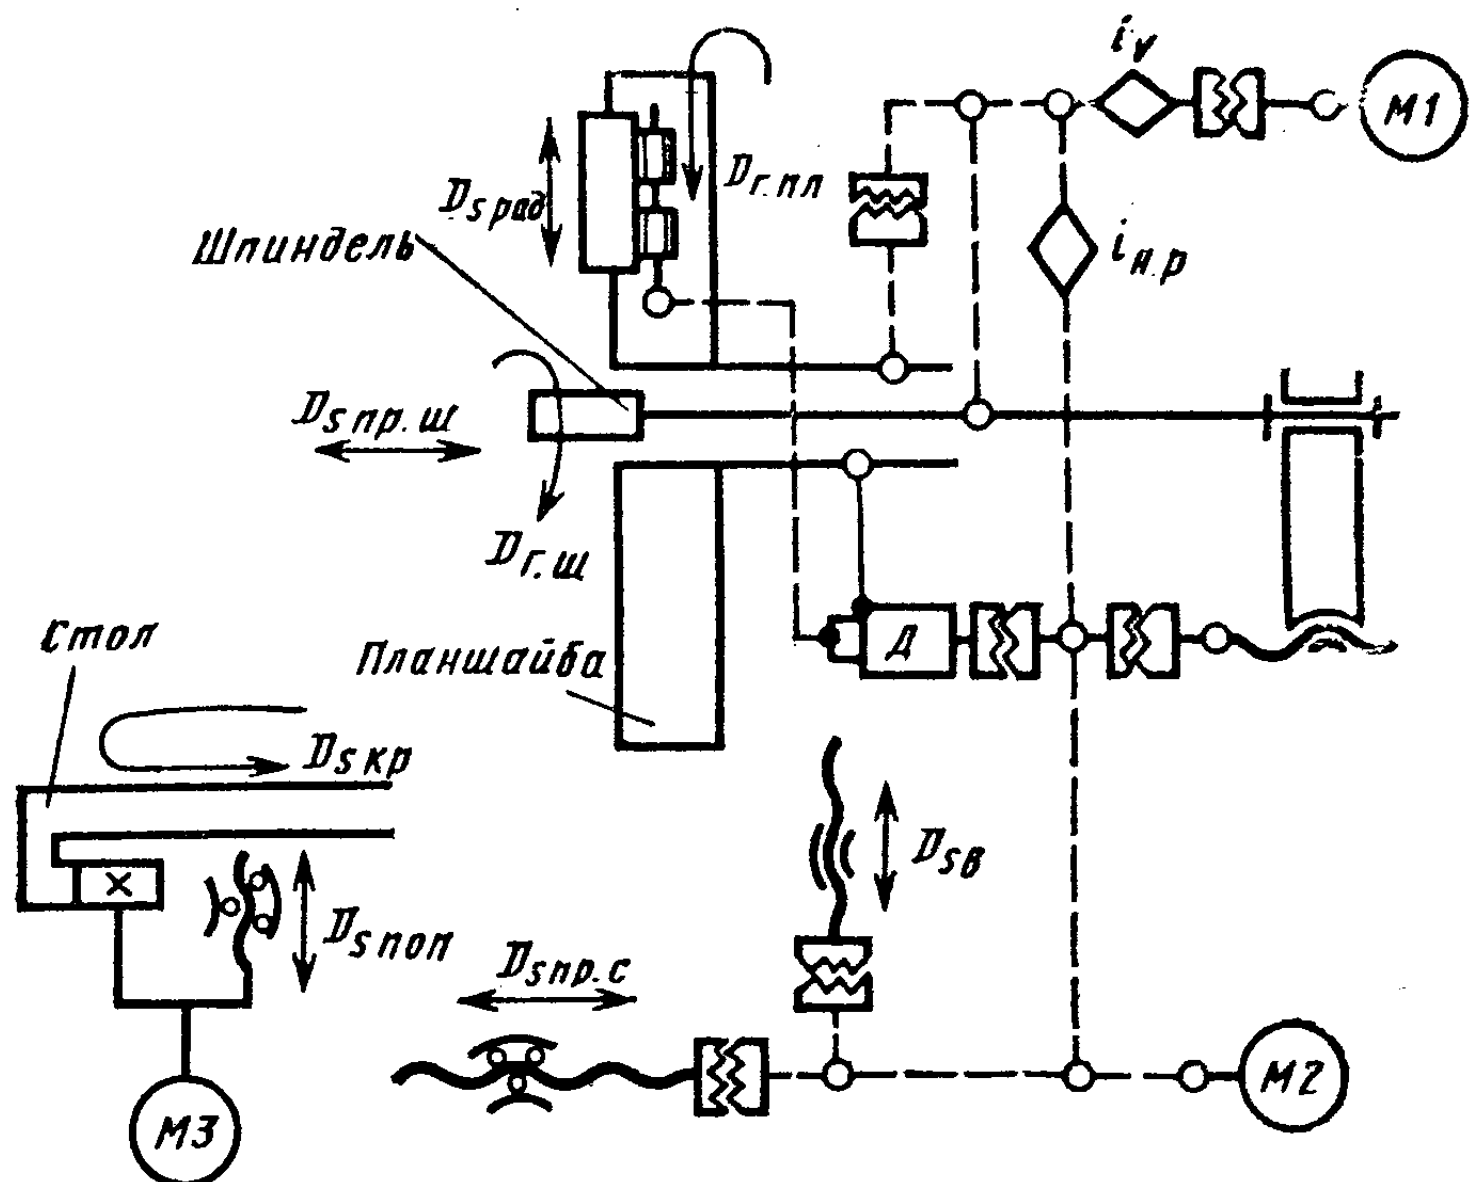 i_v
M1
D_s рад
D_г.пл
Шпиндель
i_н.р
D_s пр.ш
D_г.ш
Стол
Планшайба
Д
D_s кр
D_s в
D_s поп
D_s пр.с
M2
M3